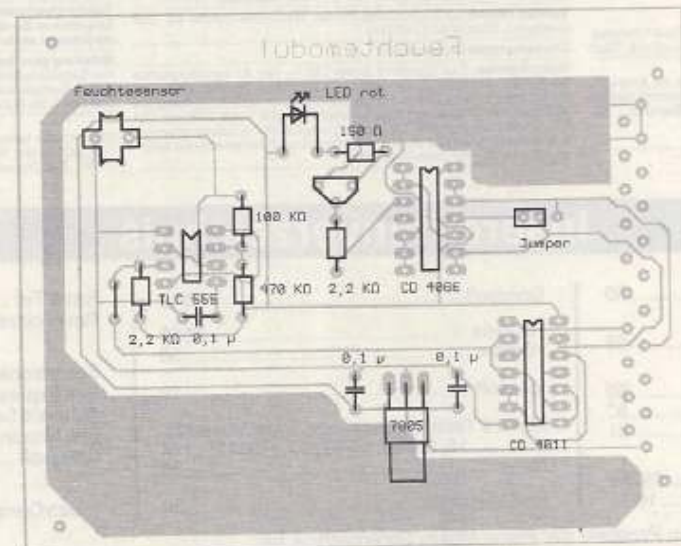 Feuchtemodul
Feuchtesensor
LED rot
150 Ω
100 KΩ
Jumper
TLC 555
470 KΩ
2,2 KΩ
CD 4066
2,2 KΩ
0,1 µ
0,1 µ
0,1 µ
7805
CD 4011